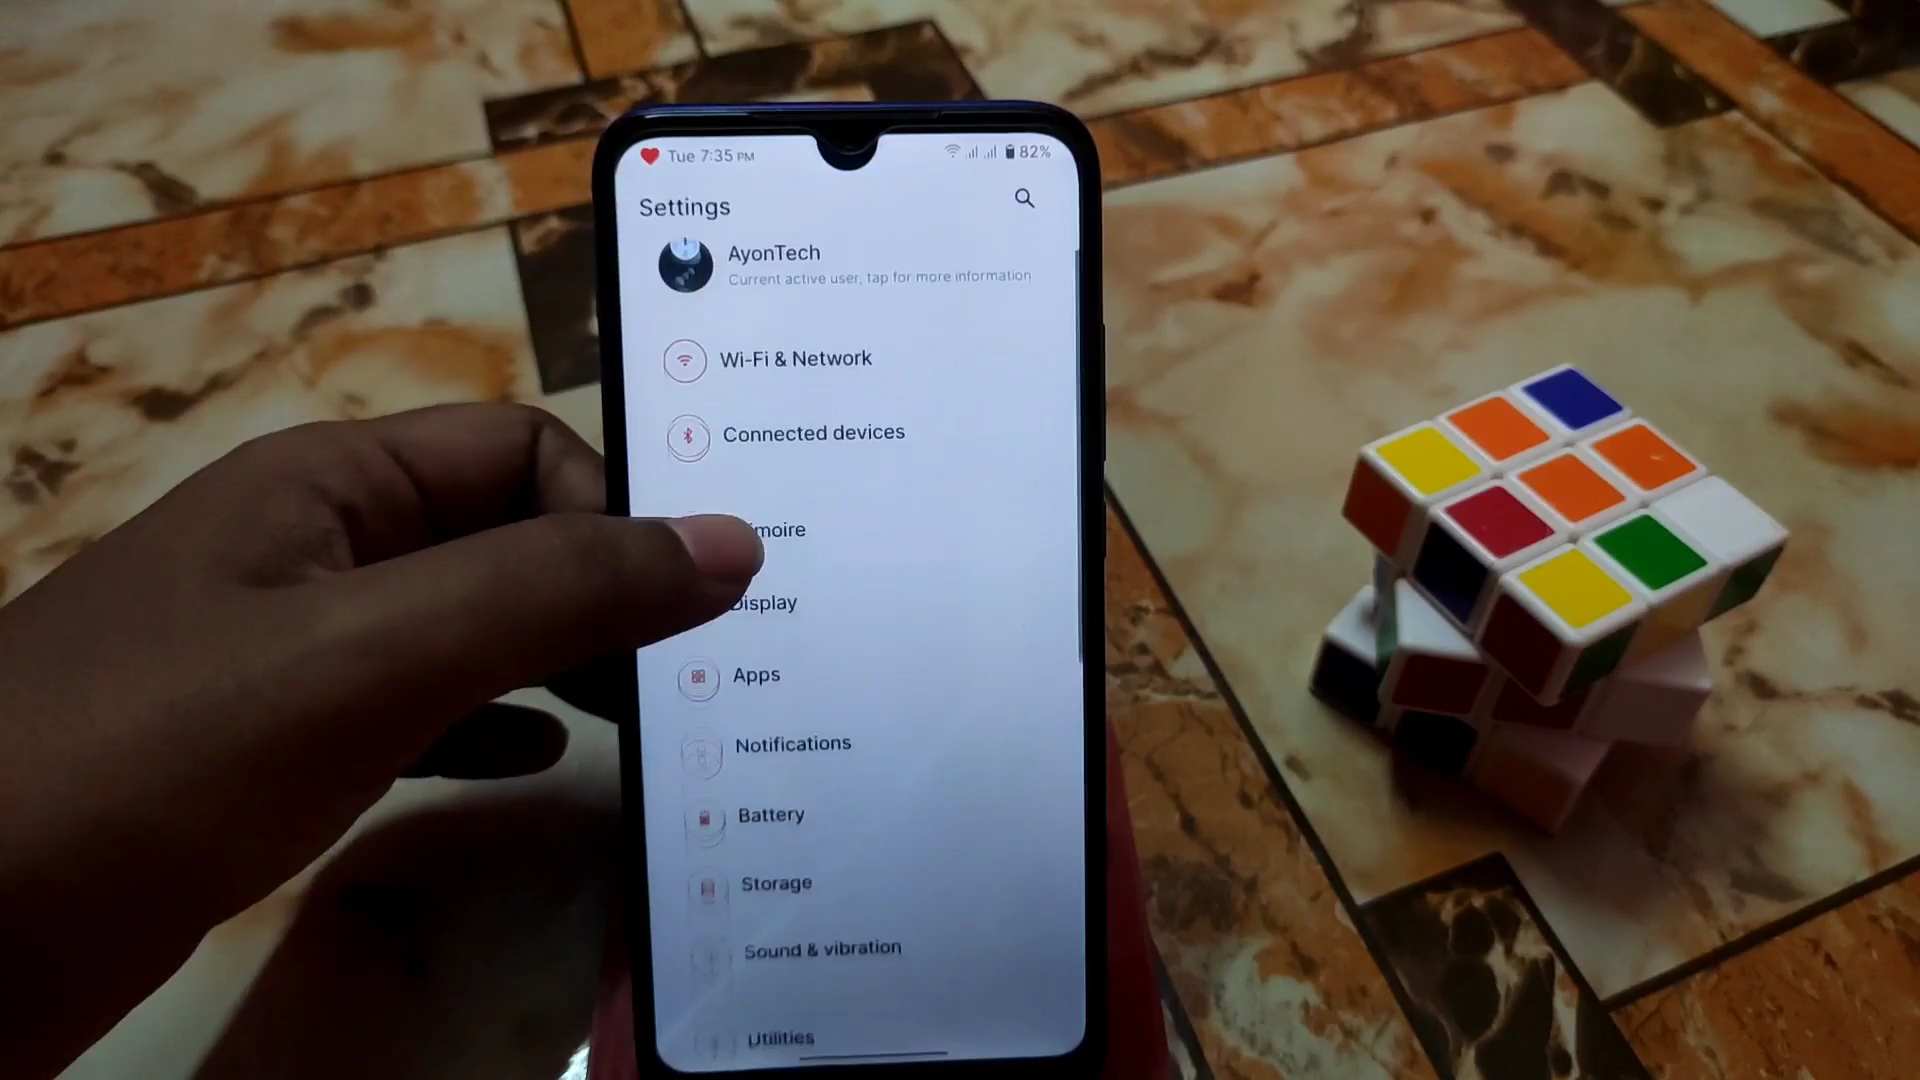 Tue 7:35 PM
82%
Settings
AyonTech
Current active user, tap for more information
Wi-Fi & Network
Connected devices
moire
Display
Apps
Notifications
Battery
Storage
Sound & vibration
Utilities